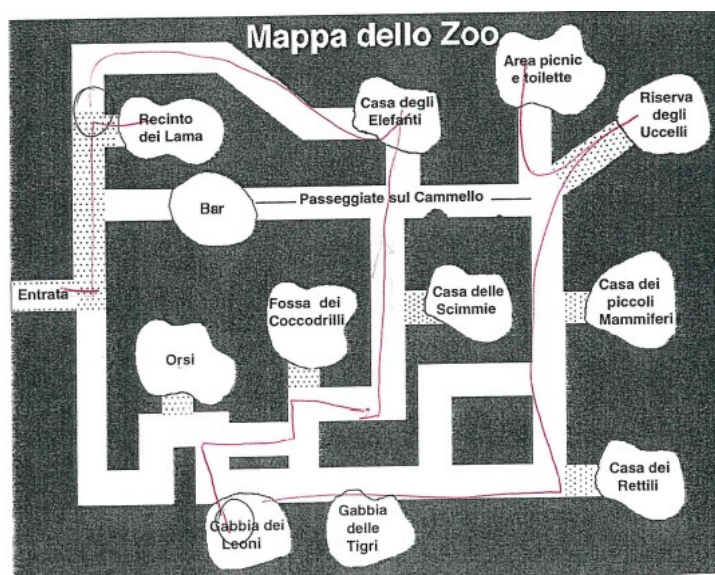 Mappa dello Zoo
Area picnic
e toilette
Casa degli
Elefanti
Riserva
degli
Uccelli
Recinto
dei Lama
Passeggiate sul Cammello
Bar
Entrata
Fossa dei
Coccodrilli
Casa delle
Scimmie
Casa dei
piccoli
Mammiferi
Orsi
Casa dei
Rettili
Gabbia dei
Leoni
Gabbia
delle
Tigri